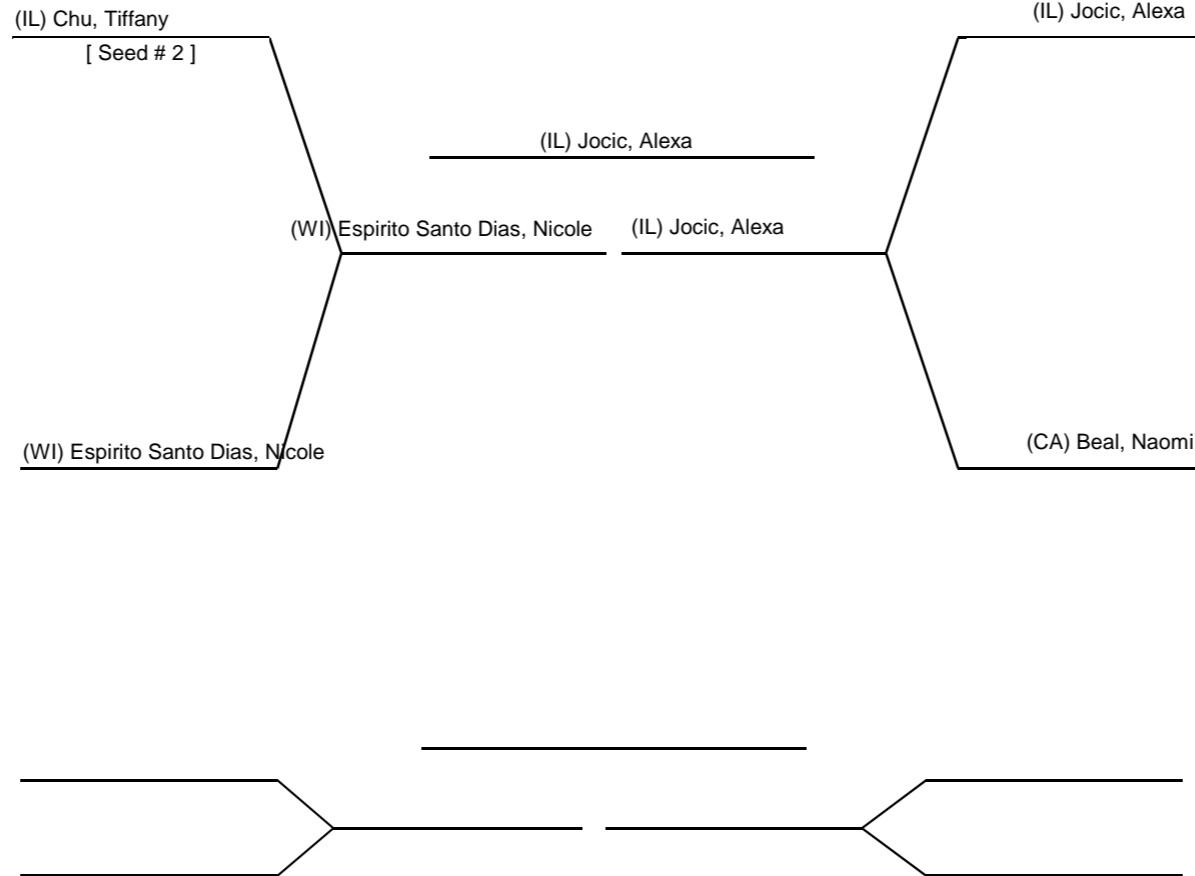 (IL) Chu, Tiffany
[ Seed # 2 ]
(IL) Jocic, Alexa
(IL) Jocic, Alexa
(WI) Espirito Santo Dias, Nicole
(IL) Jocic, Alexa
(WI) Espirito Santo Dias, Nicole
(CA) Beal, Naomi